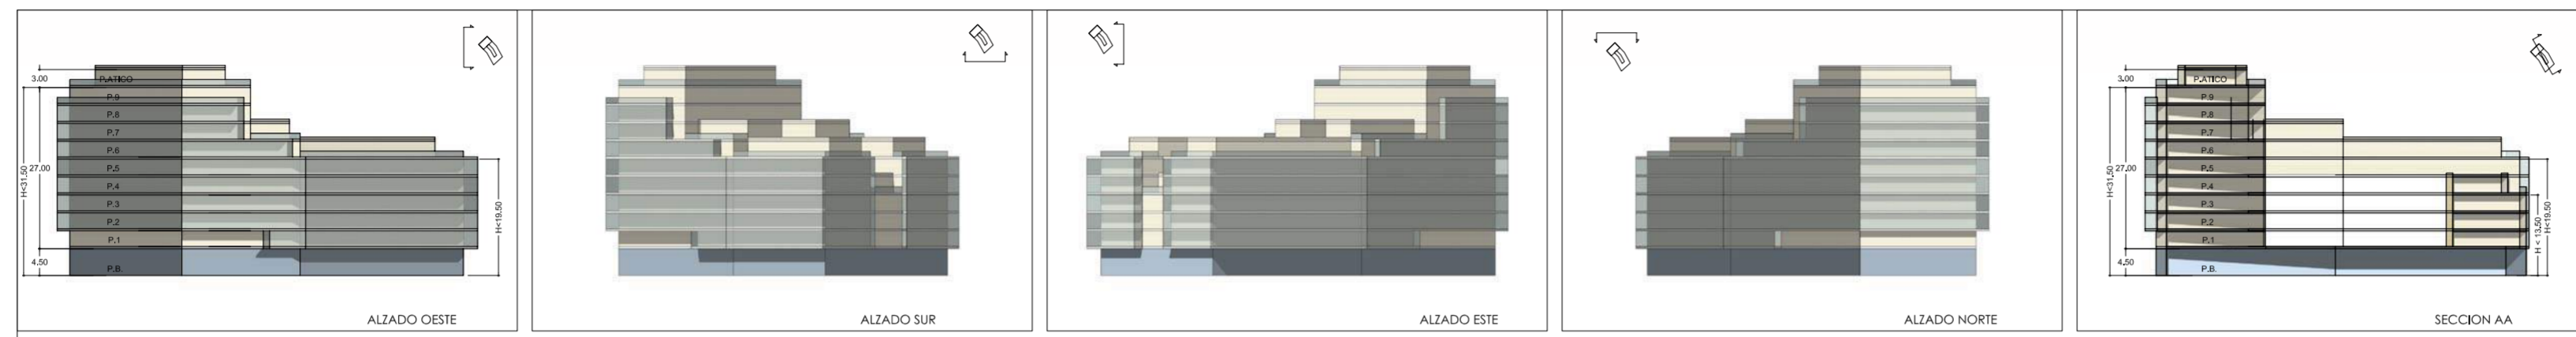 3.00
P.ATICO
P.9
P.8
P.7
P.6
P.5
P.4
P.3
P.2
P.1
P.B.
27.00
H<31.50
4.50
H<19.50
ALZADO OESTE
ALZADO SUR
ALZADO ESTE
ALZADO NORTE
3.00
P.ATICO
P.9
P.8
P.7
P.6
P.5
P.4
P.3
P.2
P.1
P.B.
27.00
H<31.50
4.50
H < 13.50
H<19.50
SECCION AA